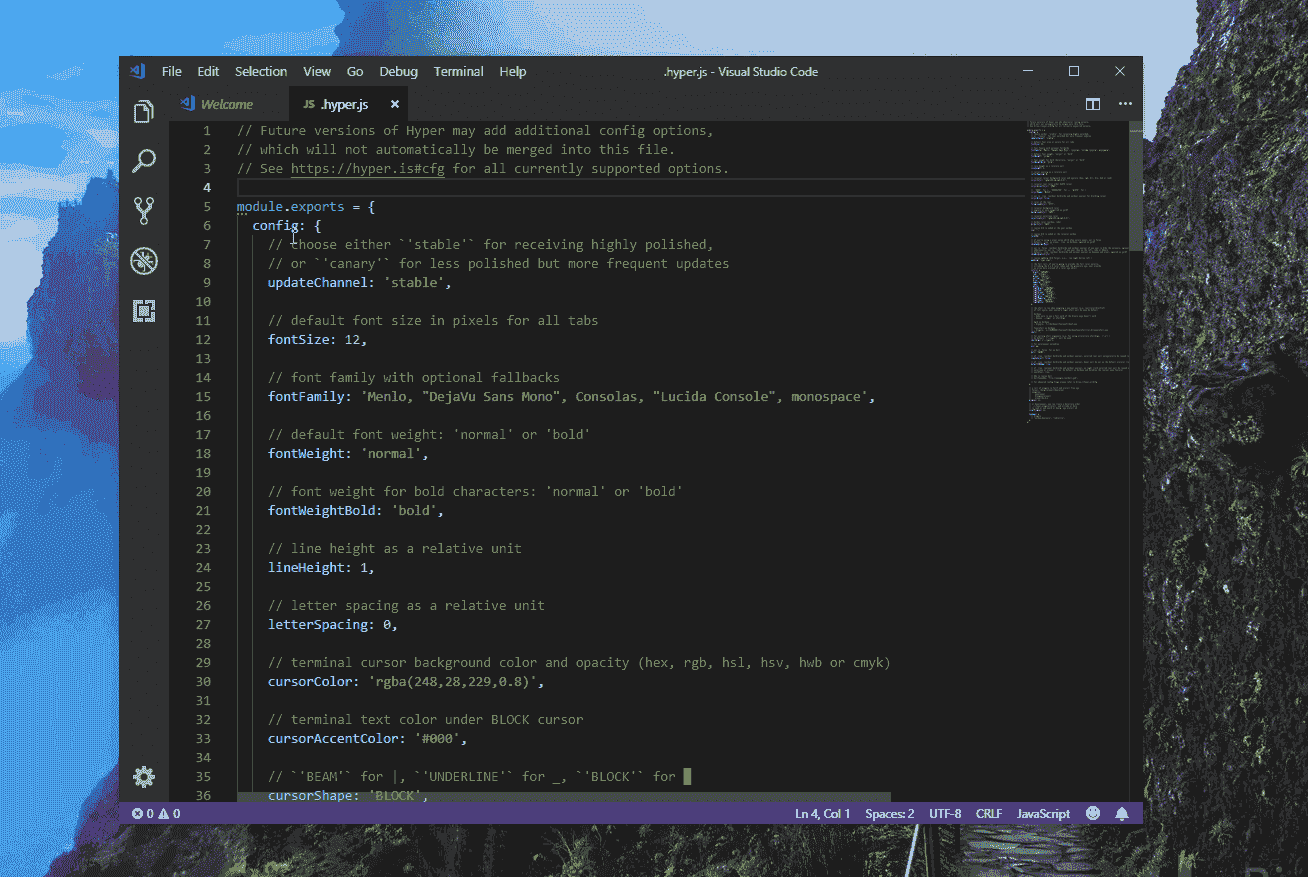 File Edit Selection View Go Debug Terminal Help .hyper.js - Visual Studio Code
Welcome JS .hyper.js
1 // Future versions of Hyper may add additional config options,
2 // which will not automatically be merged into this file.
3 // See https://hyper.is#cfg for all currently supported options.
4
5 module.exports = {
6 config: {
7 // choose either `'stable'` for receiving highly polished,
8 // or `'canary'` for less polished but more frequent updates
9 updateChannel: 'stable',
10
11 // default font size in pixels for all tabs
12 fontSize: 12,
13
14 // font family with optional fallbacks
15 fontFamily: 'Menlo, "DejaVu Sans Mono", Consolas, "Lucida Console", monospace',
16
17 // default font weight: 'normal' or 'bold'
18 fontWeight: 'normal',
19
20 // font weight for bold characters: 'normal' or 'bold'
21 fontWeightBold: 'bold',
22
23 // line height as a relative unit
24 lineHeight: 1,
25
26 // letter spacing as a relative unit
27 letterSpacing: 0,
28
29 // terminal cursor background color and opacity (hex, rgb, hsl, hsv, hwb or cmyk)
30 cursorColor: 'rgba(248,28,229,0.8)',
31
32 // terminal text color under BLOCK cursor
33 cursorAccentColor: '#000',
34
35 // `'BEAM'` for |, `'UNDERLINE'` for _, `'BLOCK'` for █
36 cursorShape: 'BLOCK',
0 0 Ln 4, Col 1 Spaces: 2 UTF-8 CRLF JavaScript